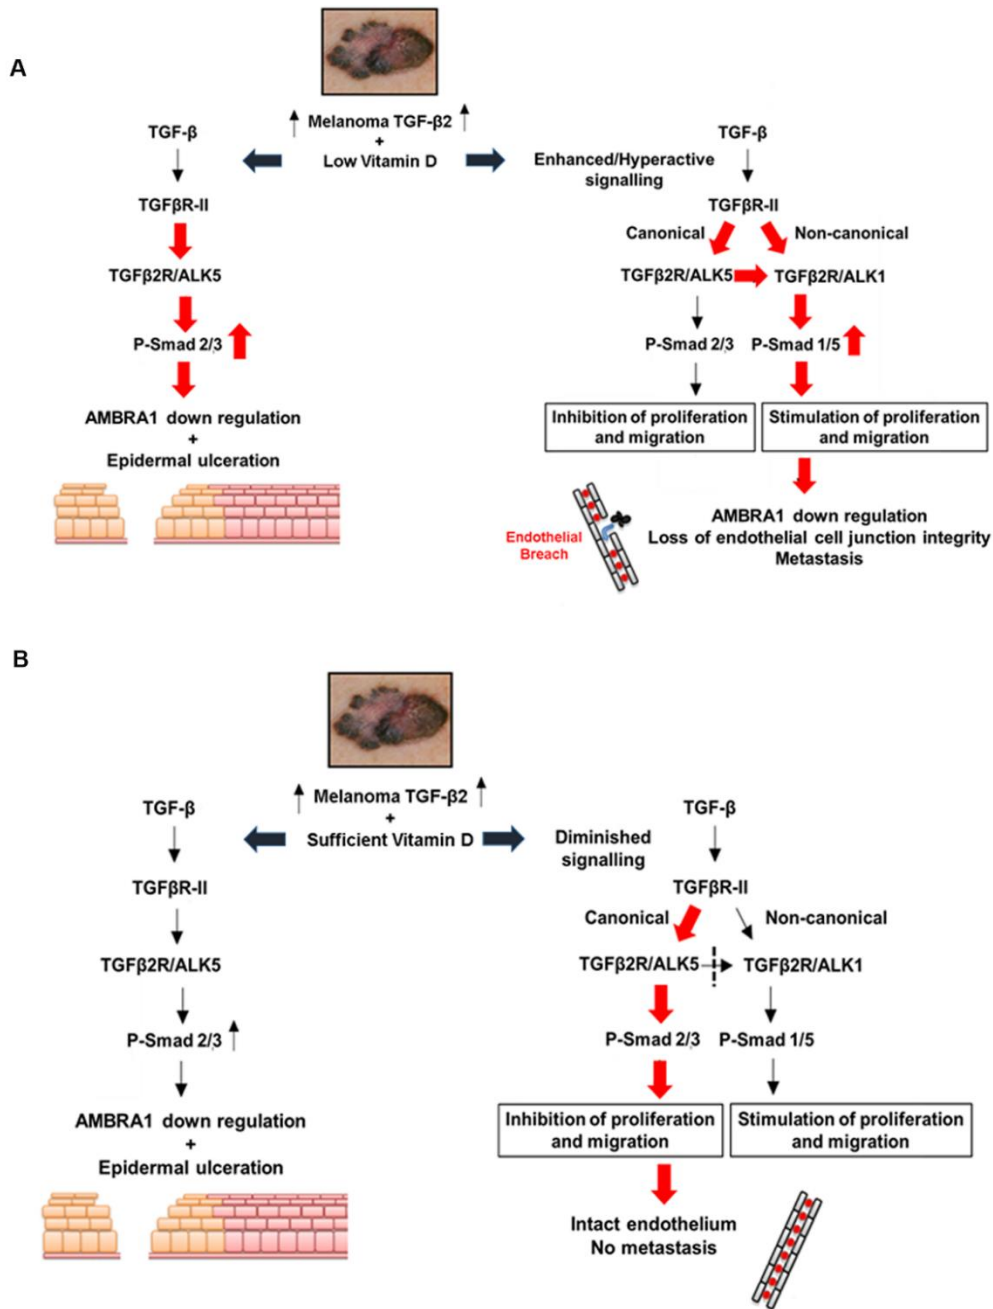 A
Melanoma TGF-β2
+
Low Vitamin D
TGF-β
TGFβR-II
TGFβ2R/ALK5
P-Smad 2/3
AMBRA1 down regulation
+
Epidermal ulceration
Enhanced/Hyperactive
signalling
TGF-β
TGFβR-II
Canonical
Non-canonical
TGFβ2R/ALK5
TGFβ2R/ALK1
P-Smad 2/3
P-Smad 1/5
Inhibition of proliferation
and migration
Stimulation of proliferation
and migration
Endothelial
Breach
AMBRA1 down regulation
Loss of endothelial cell junction integrity
Metastasis
B
Melanoma TGF-β2
+
Sufficient Vitamin D
TGF-β
TGFβR-II
TGFβ2R/ALK5
P-Smad 2/3
AMBRA1 down regulation
+
Epidermal ulceration
Diminished
signalling
TGF-β
TGFβR-II
Canonical
Non-canonical
TGFβ2R/ALK5
TGFβ2R/ALK1
P-Smad 2/3
P-Smad 1/5
Inhibition of proliferation
and migration
Stimulation of proliferation
and migration
Intact endothelium
No metastasis